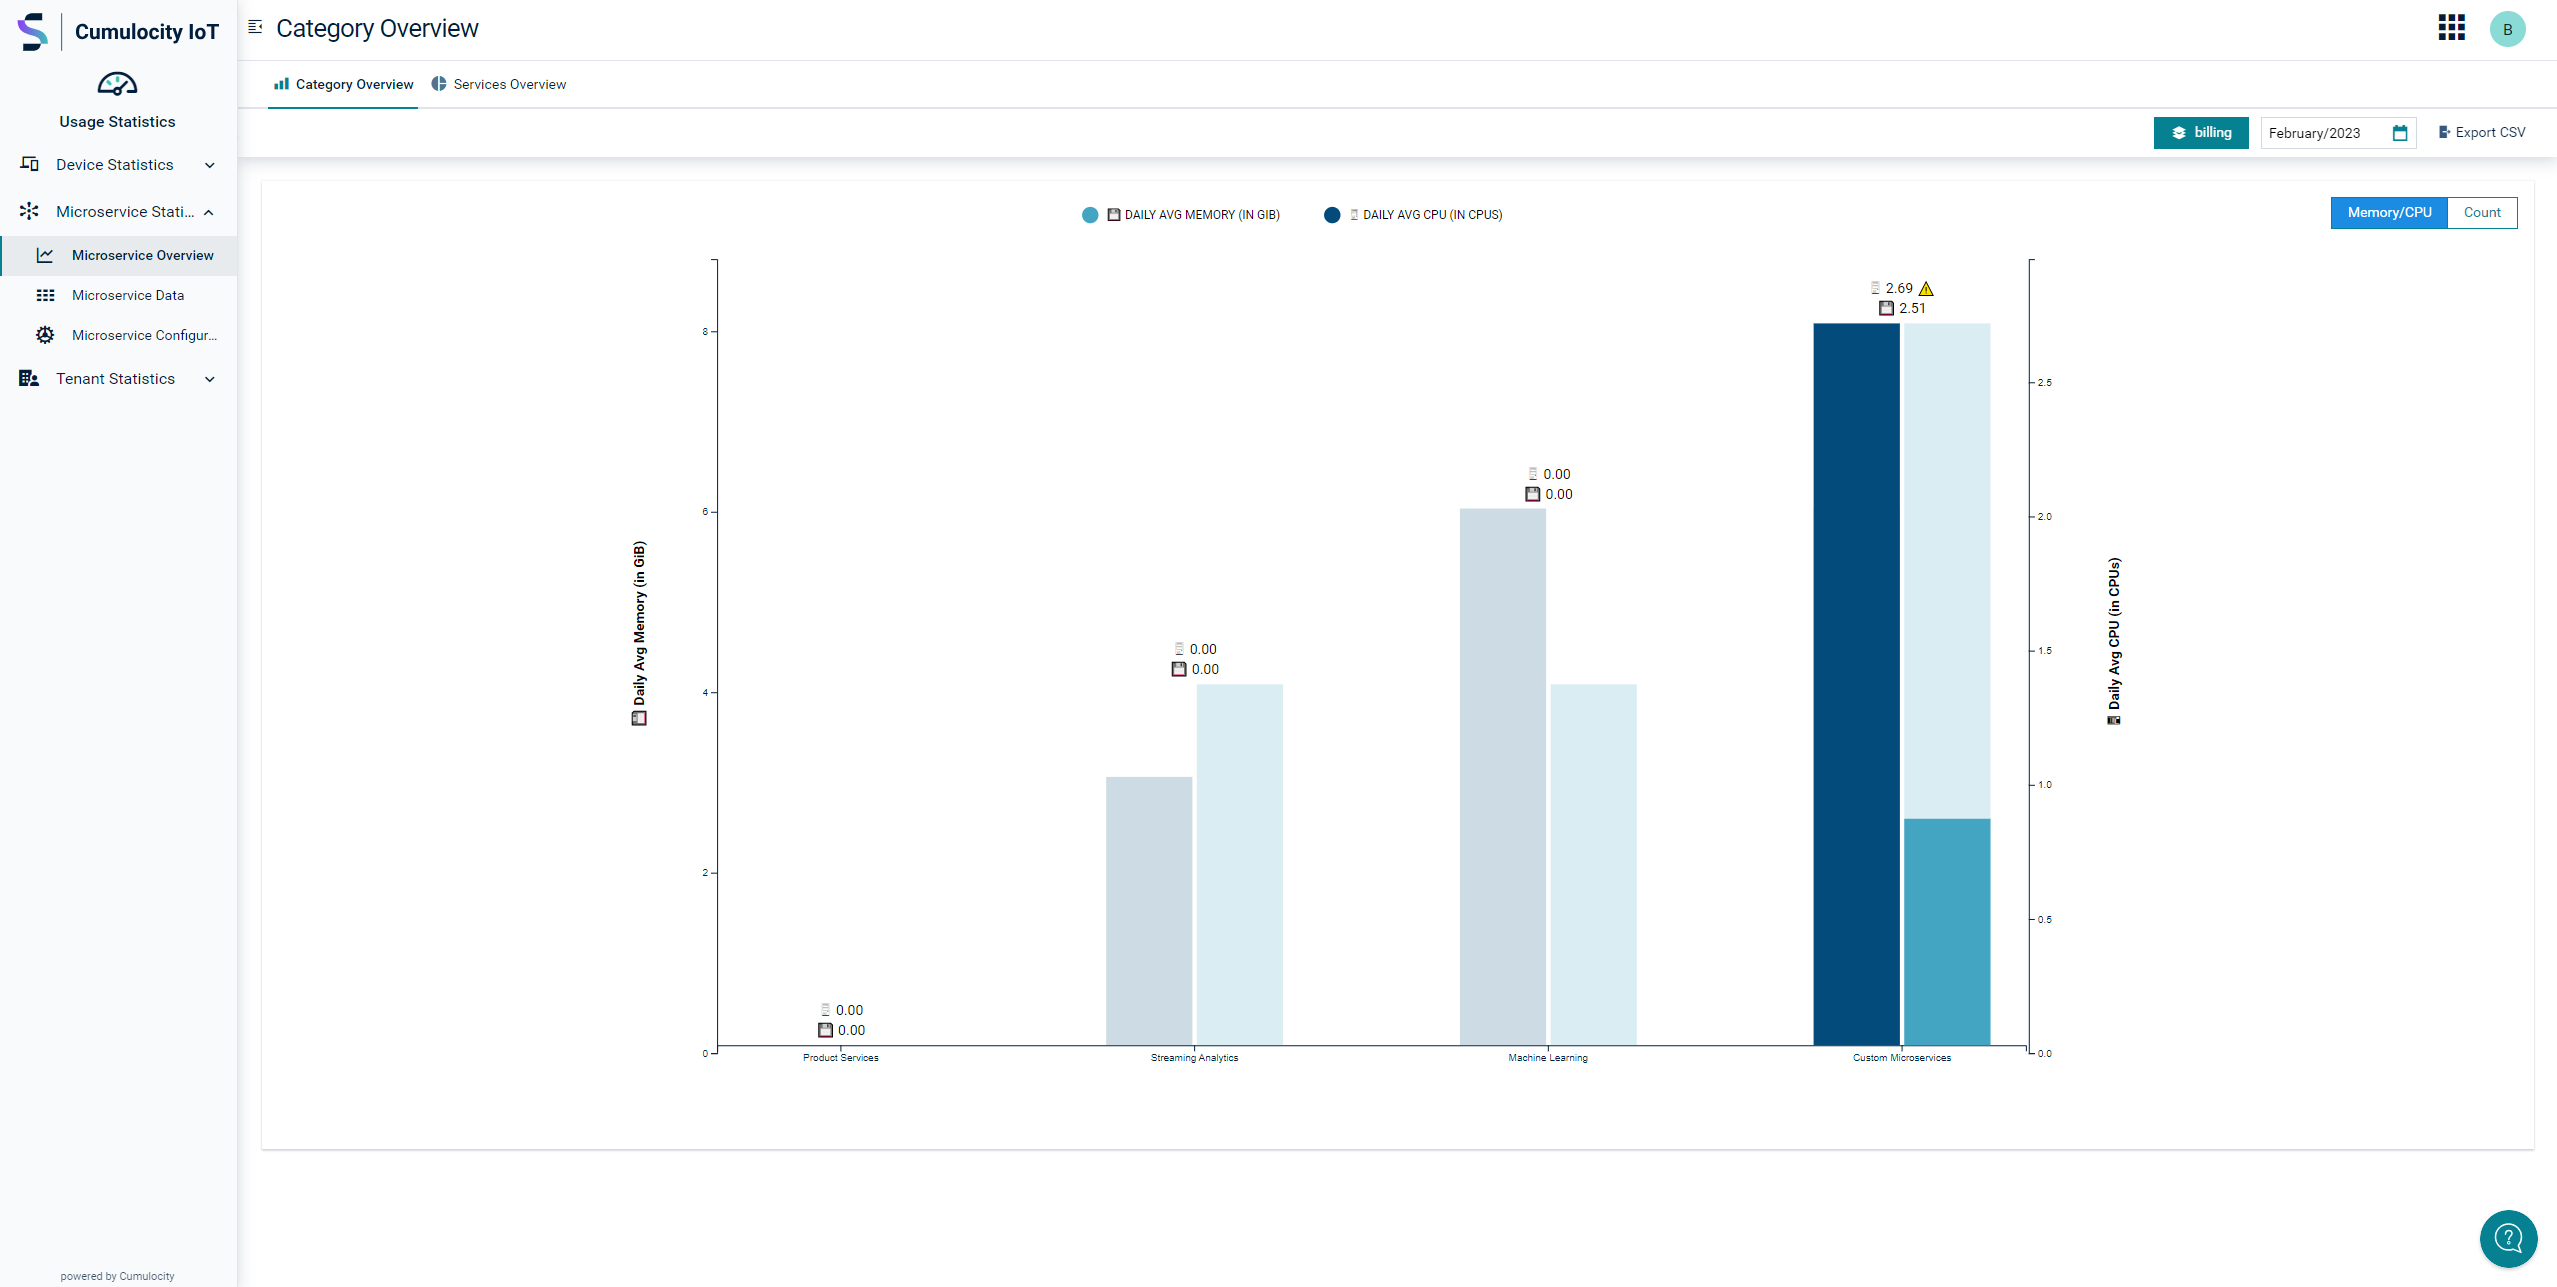 Cumulocity IoT
Category Overview
B
Usage Statistics
Category Overview
Services Overview
billing
February/2023
Export CSV
Device Statistics
Microservice Stati...
Microservice Overview
Microservice Data
Microservice Configur...
Tenant Statistics
DAILY AVG MEMORY (IN GIB)
DAILY AVG CPU (IN CPUS)
Memory/CPU
Count
Daily Avg Memory (in GiB)
8
6
4
2
0
0.00
0.00
0.00
0.00
0.00
0.00
2.69
2.51
Product Services
Streaming Analytics
Machine Learning
Custom Microservices
2.5
2.0
1.5
1.0
0.5
0.0
Daily Avg CPU (in CPUs)
powered by Cumulocity